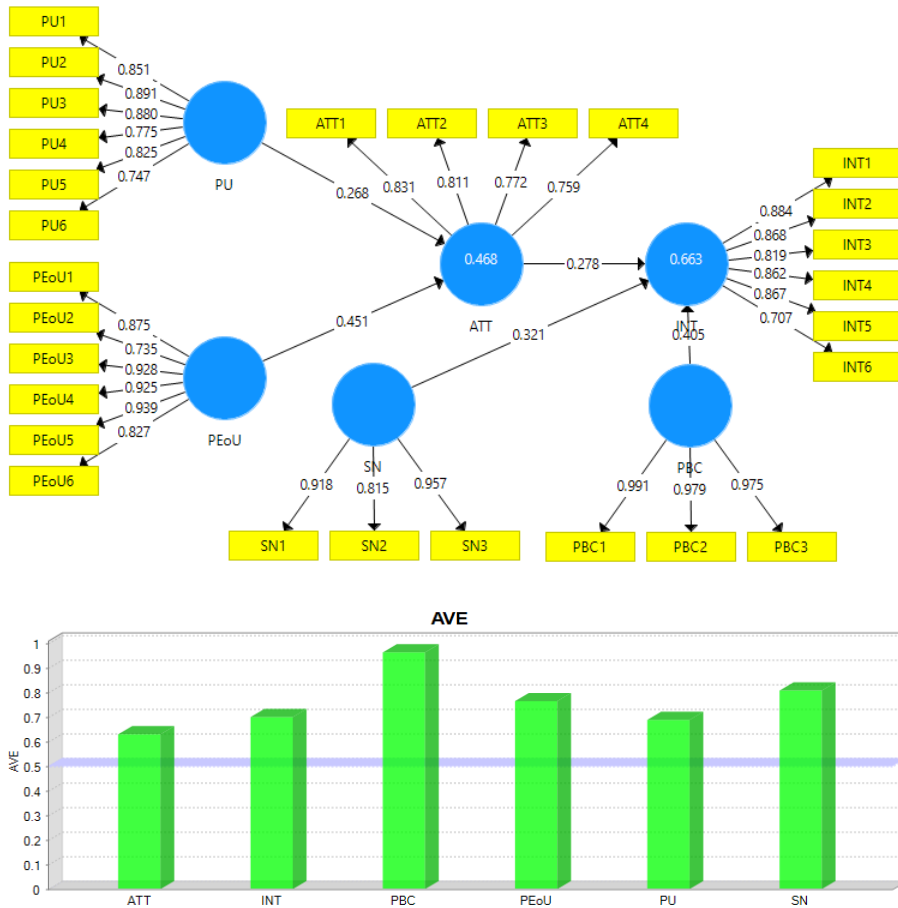 PU1
PU2
PU3
PU4
PU5
PU6
0.851
0.891
0.880
0.775
0.825
0.747
PU
0.268
ATT1
ATT2
ATT3
ATT4
0.831
0.811
0.772
0.759
0.468
ATT
0.278
PEoU1
PEoU2
PEoU3
PEoU4
PEoU5
PEoU6
0.875
0.735
0.928
0.925
0.939
0.827
PEoU
0.451
INT1
INT2
INT3
INT4
INT5
INT6
0.884
0.868
0.819
0.862
0.867
0.707
0.663
INT
0.405
0.321
SN
0.918
0.815
0.957
SN1
SN2
SN3
PBC
0.991
0.979
0.975
PBC1
PBC2
PBC3
AVE
1
0.9
0.8
0.7
0.6
0.5
0.4
0.3
0.2
0.1
0
AVE
ATT
INT
PBC
PEoU
PU
SN